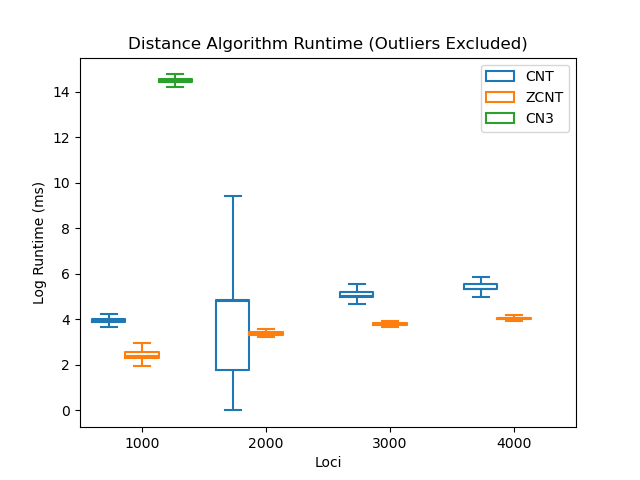 Distance Algorithm Runtime (Outliers Excluded)
CNT
ZCNT
CN3
Log Runtime (ms)
14
12
10
8
6
4
2
0
1000 2000 3000 4000
Loci